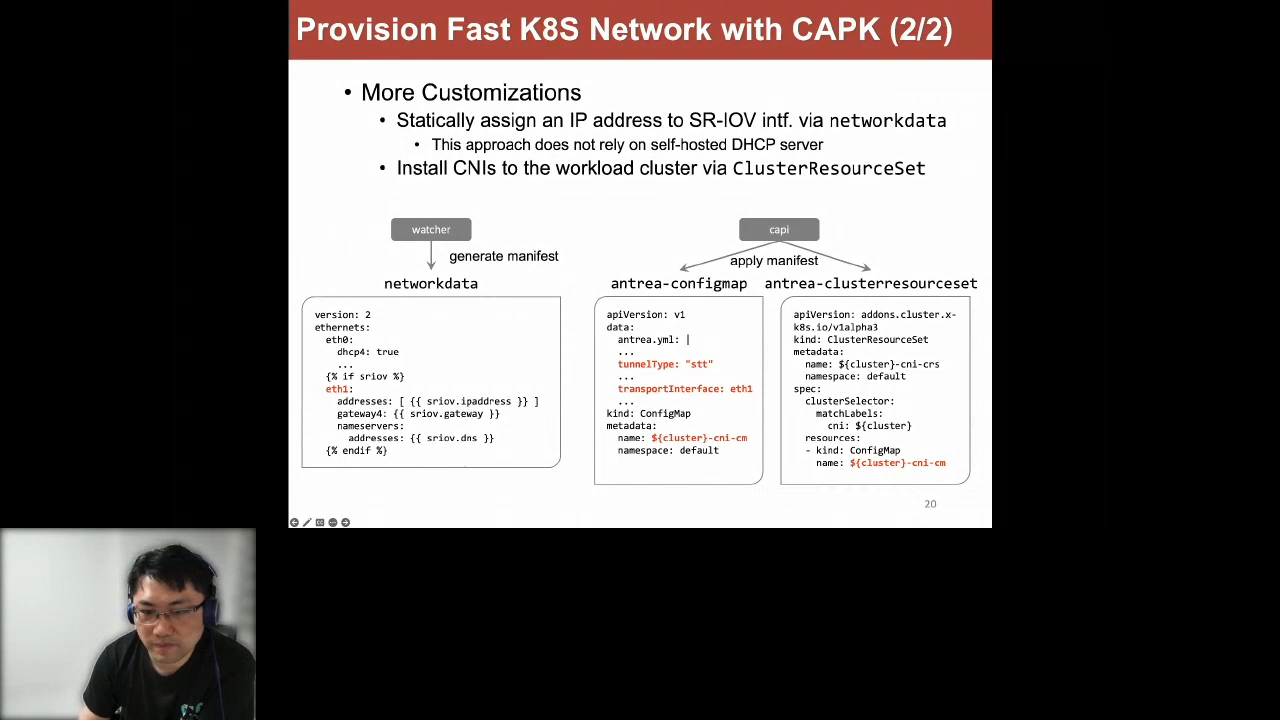 Provision Fast K8S Network with CAPK (2/2)
• More Customizations
• Statically assign an IP address to SR-IOV intf. via networkdata
• This approach does not rely on self-hosted DHCP server
• Install CNIs to the workload cluster via ClusterResourceSet
watcher
generate manifest
networkdata
version: 2
ethernets:
eth0:
dhcp4: true
...
{% if sriov %}
eth1:
addresses: [ {{ sriov.ipaddress }} ]
gateway4: {{ sriov.gateway }}
nameservers:
addresses: {{ sriov.dns }}
{% endif %}
capi
apply manifest
antrea-configmap
apiVersion: v1
data:
antrea.yml: |
...
tunnelType: "stt"
...
transportInterface: eth1
...
kind: ConfigMap
metadata:
name: ${cluster}-cni-cm
namespace: default
antrea-clusterresourceset
apiVersion: addons.cluster.x-
k8s.io/v1alpha3
kind: ClusterResourceSet
metadata:
name: ${cluster}-cni-crs
namespace: default
spec:
clusterSelector:
matchLabels:
cni: ${cluster}
resources:
- kind: ConfigMap
name: ${cluster}-cni-cm
20